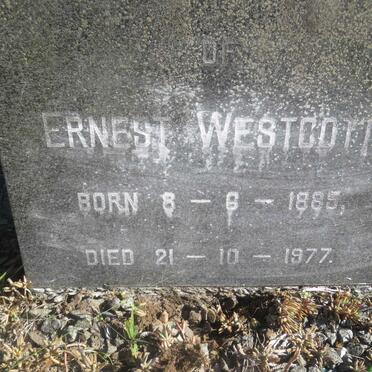 OF
ERNEST WESTCOTT
BORN 8 – 6 – 1885,
DIED 21 – 10 – 1977.